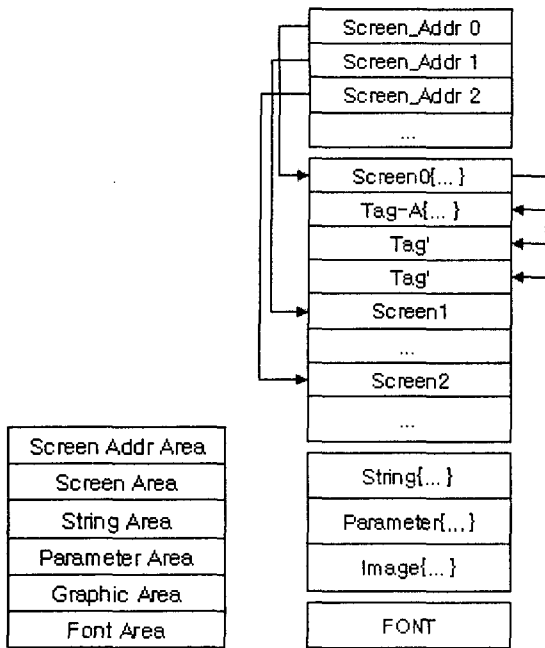 Screen_Addr 0
Screen_Addr 1
Screen_Addr 2
...
Screen0{... }
Tag-A{... }
Tag'
Tag'
Screen1
...
Screen2
...
Screen Addr Area
Screen Area
String Area
Parameter Area
Graphic Area
Font Area
String{... }
Parameter{... }
Image{... }
FONT